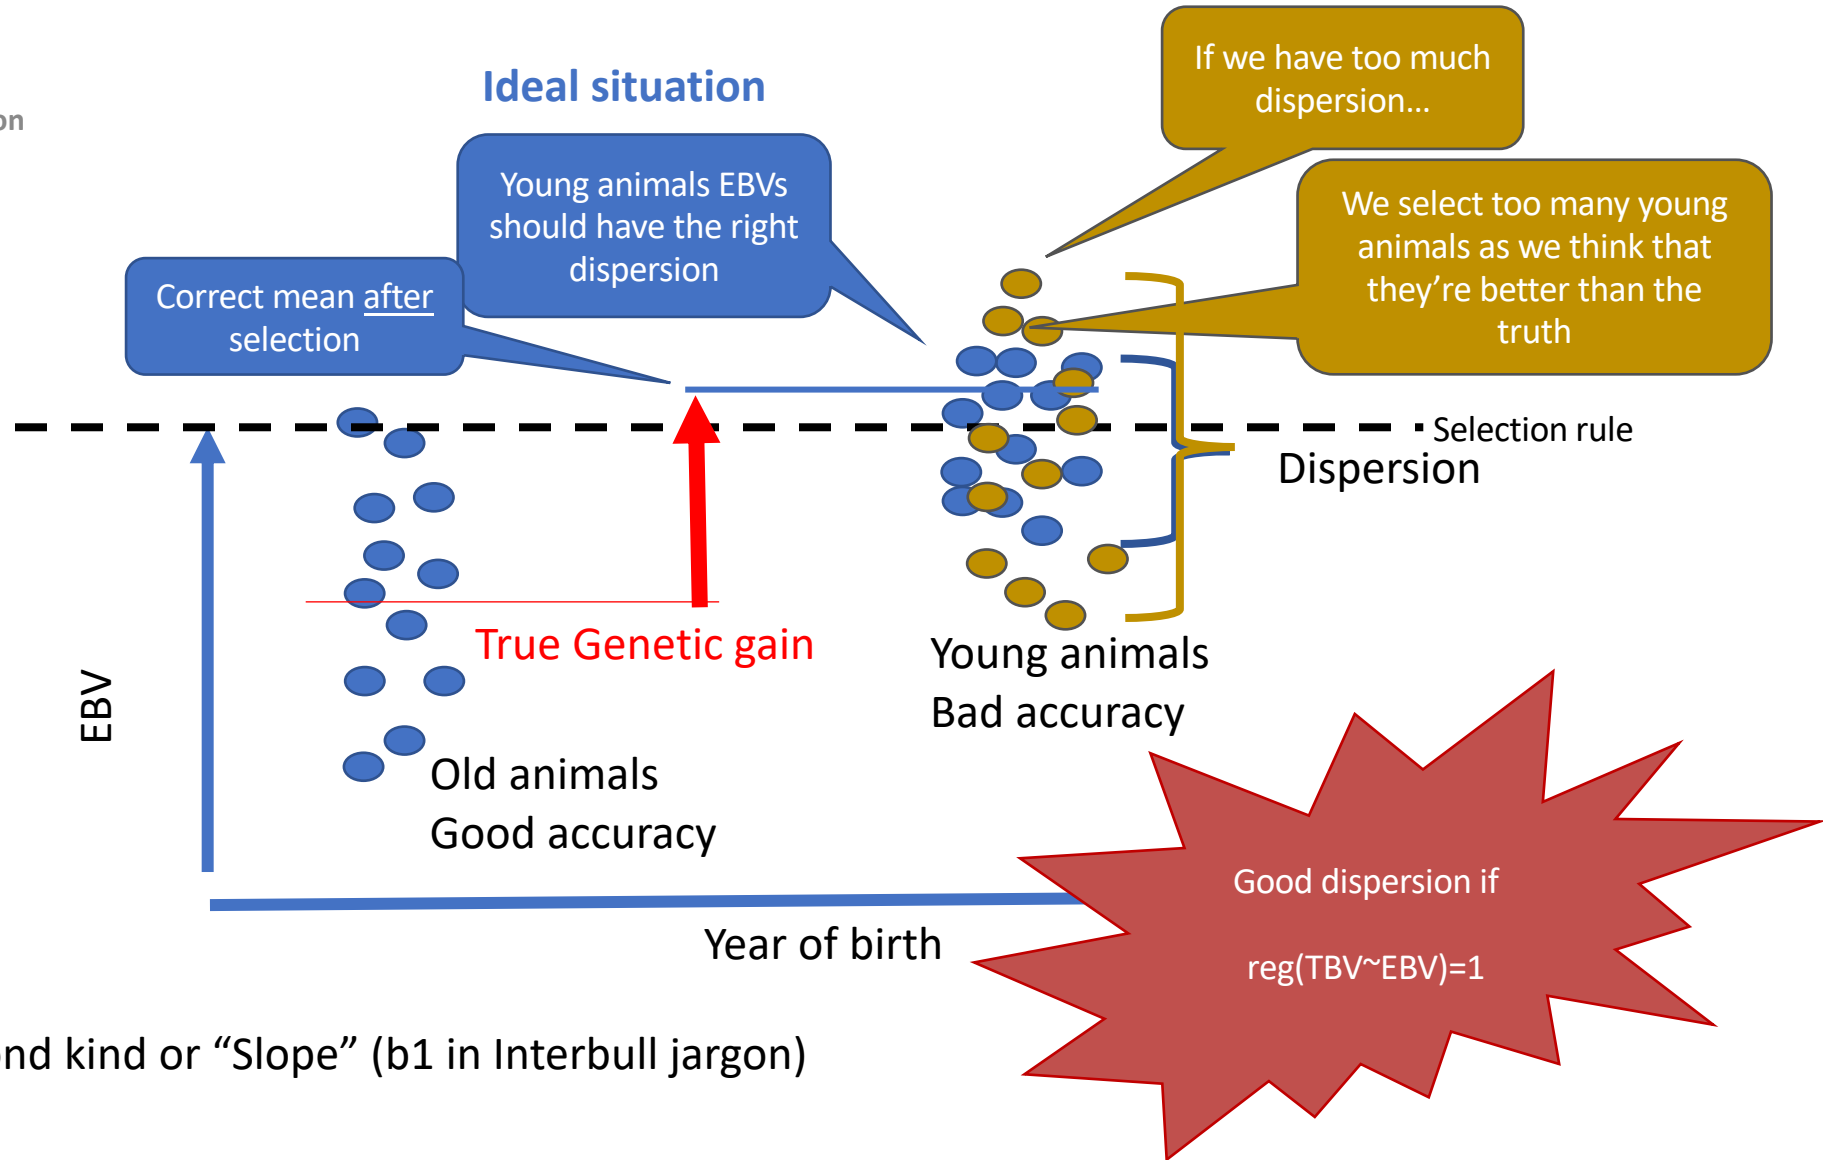 on
Ideal situation
If we have too much
dispersion...
Young animals EBVs
should have the right
dispersion
We select too many young
animals as we think that
they’re better than the
truth
Correct mean after
selection
Selection rule
Dispersion
True Genetic gain
Young animals
Bad accuracy
EBV
Old animals
Good accuracy
Good dispersion if
reg(TBV~EBV)=1
Year of birth
ond kind or “Slope” (b1 in Interbull jargon)